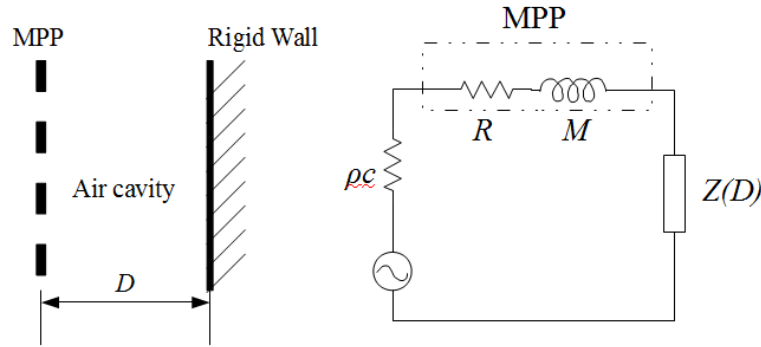 MPP
Rigid Wall
Air cavity
D
MPP
R
M
ρc
Z(D)